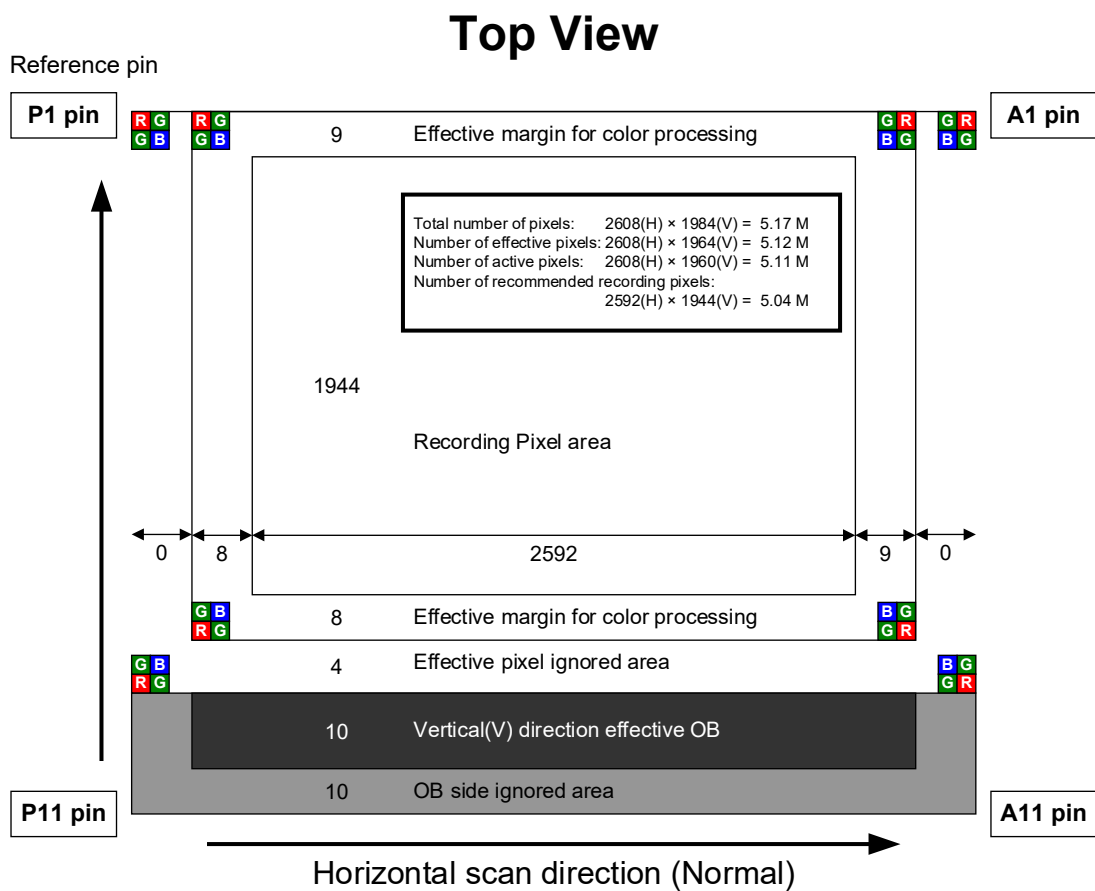 Top View
Reference pin
P1 pin
A1 pin
R G R G G R G R
G B G B B G B G
9 Effective margin for color processing
Total number of pixels: 2608(H) × 1984(V) = 5.17 M
Number of effective pixels: 2608(H) × 1964(V) = 5.12 M
Number of active pixels: 2608(H) × 1960(V) = 5.11 M
Number of recommended recording pixels:
2592(H) × 1944(V) = 5.04 M
1944
Recording Pixel area
0 8 2592 9 0
G B B G
R G G R
8 Effective margin for color processing
4 Effective pixel ignored area
G B B G
R G G R
10 Vertical(V) direction effective OB
10 OB side ignored area
P11 pin
A11 pin
Horizontal scan direction (Normal)